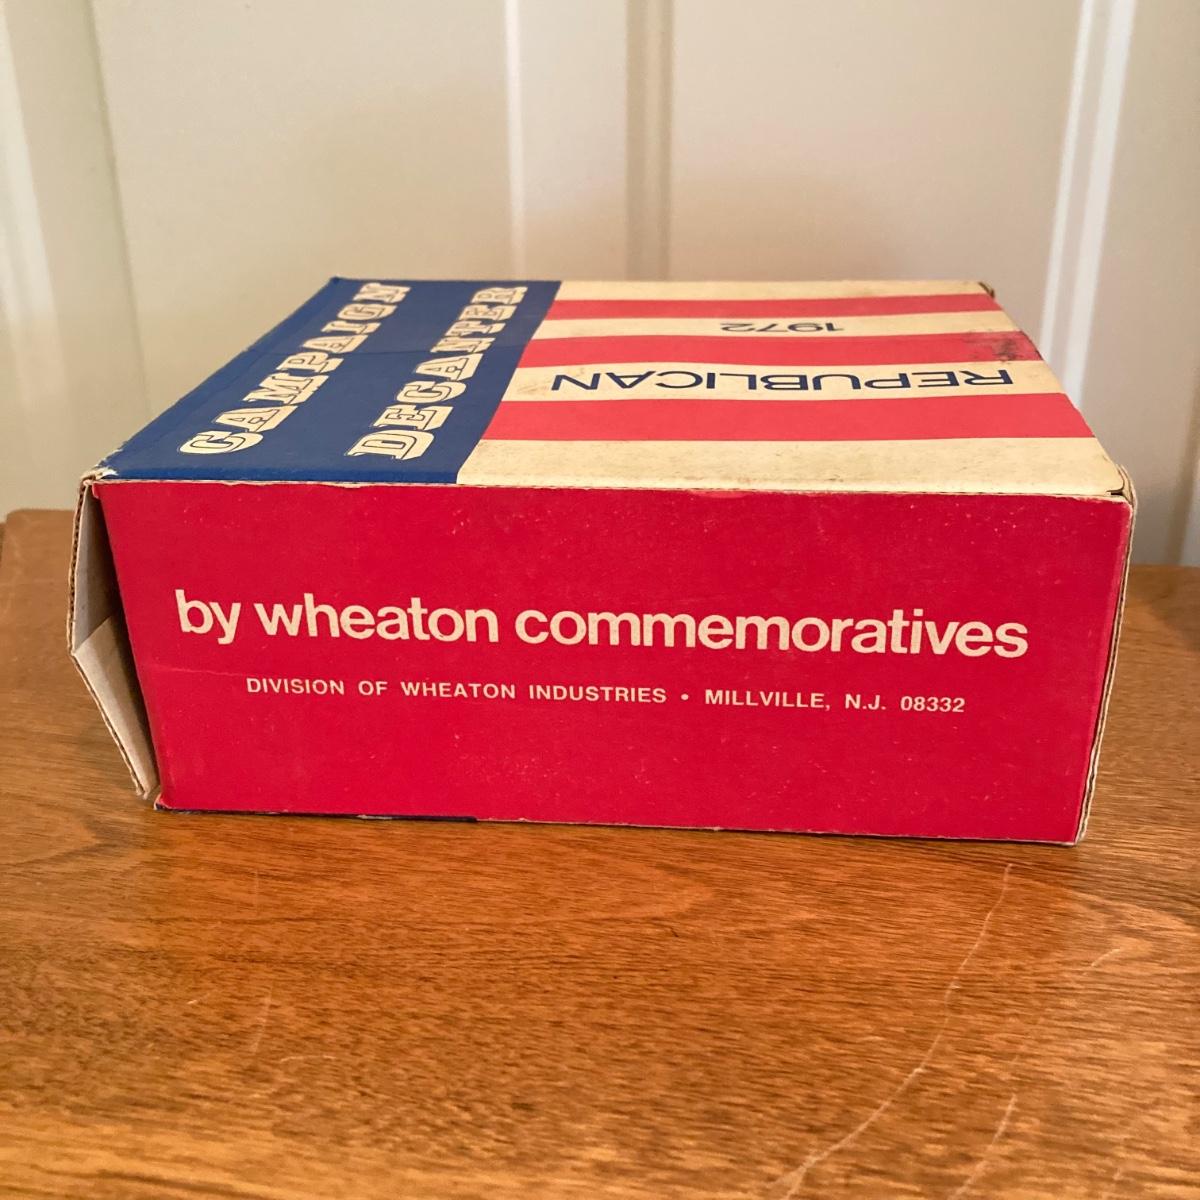 CAMPAIGN
DECANTER
1972
REPUBLICAN
by wheaton commemoratives
DIVISION OF WHEATON INDUSTRIES • MILLVILLE, N.J. 08332